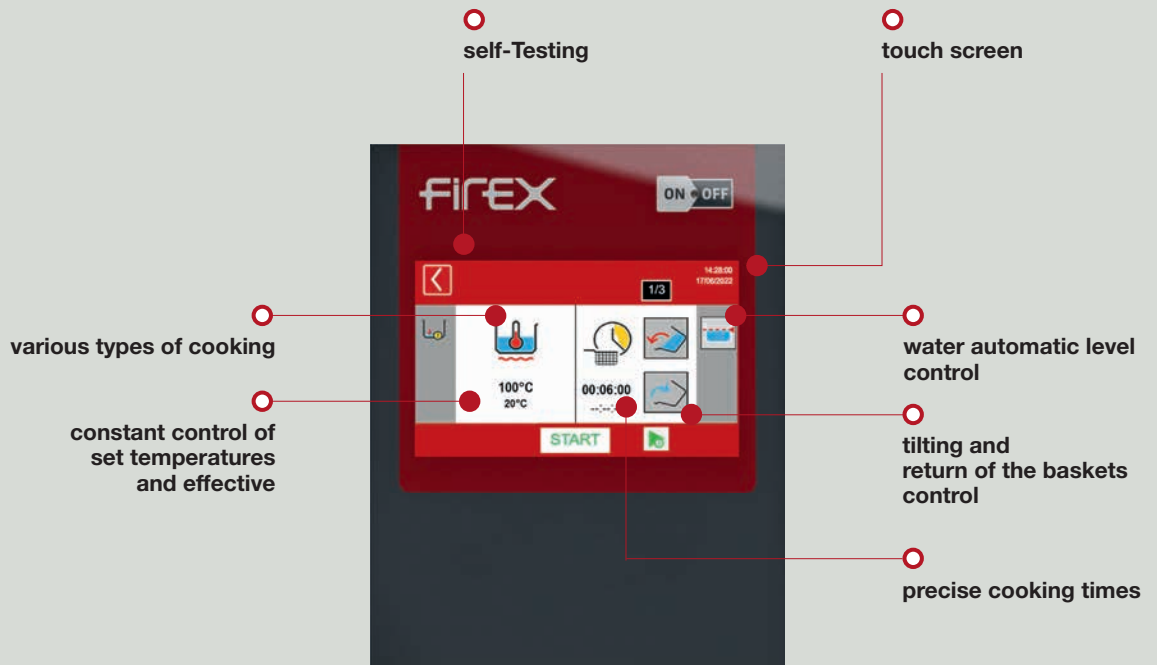 self-Testing
touch screen
FIREX
ON OFF
14:28:00
17/06/2022
1/3
various types of cooking
100°C
20°C
00:06:00
--:--:
START
water automatic level
control
constant control of
set temperatures
and effective
tilting and
return of the baskets
control
precise cooking times